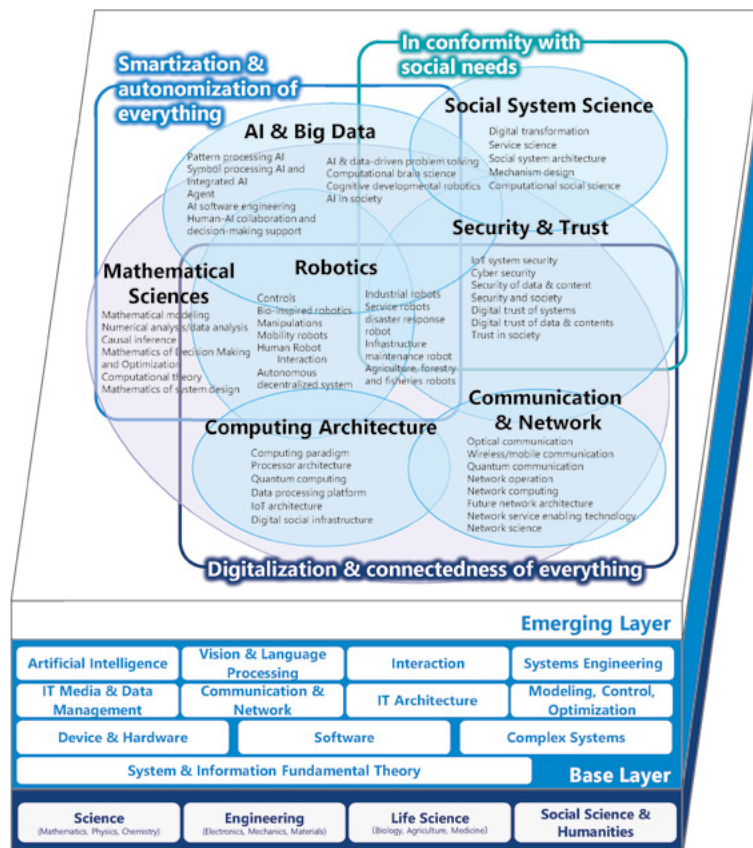 Smartization &
autonomization of
everything
In conformity with
social needs
AI & Big Data
Pattern processing AI
Symbol processing AI and
Integrated AI
Agent
AI software engineering
Human-AI collaboration and
decision-making support
AI & data-driven problem solving
Computational brain science
Cognitive developmental robotics
AI in society
Social System Science
Digital transformation
Service science
Social system architecture
Mechanism design
Computational social science
Security & Trust
IoT system security
Cyber security
Security of data & content
Security and society
Digital trust of systems
Digital trust of data & contents
Trust in society
Mathematical
Sciences
Mathematical modeling
Numerical analysis/data analysis
Causal inference
Mathematics of Decision Making
and Optimization
Computational theory
Mathematics of system design
Robotics
Controls
Bio-inspired robotics
Manipulations
Mobility robots
Human Robot
Interaction
Autonomous
decentralized system
Industrial robots
Service robots
disaster response
robot
Infrastructure
maintenance robot
Agriculture, forestry
and fisheries robots
Computing Architecture
Computing paradigm
Processor architecture
Quantum computing
Data processing platform
IoT architecture
Digital social infrastructure
Communication
& Network
Optical communication
Wireless/mobile communication
Quantum communication
Network operation
Network computing
Future network architecture
Network service enabling technology
Network science
Digitalization & connectedness of everything
Emerging Layer
Artificial Intelligence
Vision & Language
Processing
Interaction
Systems Engineering
IT Media & Data
Management
Communication &
Network
IT Architecture
Modeling, Control,
Optimization
Device & Hardware
Software
Complex Systems
System & Information Fundamental Theory
Base Layer
Science
(Mathematics, Physics, Chemistry)
Engineering
(Electronics, Mechanics, Materials)
Life Science
(Biology, Agriculture, Medicine)
Social Science &
Humanities